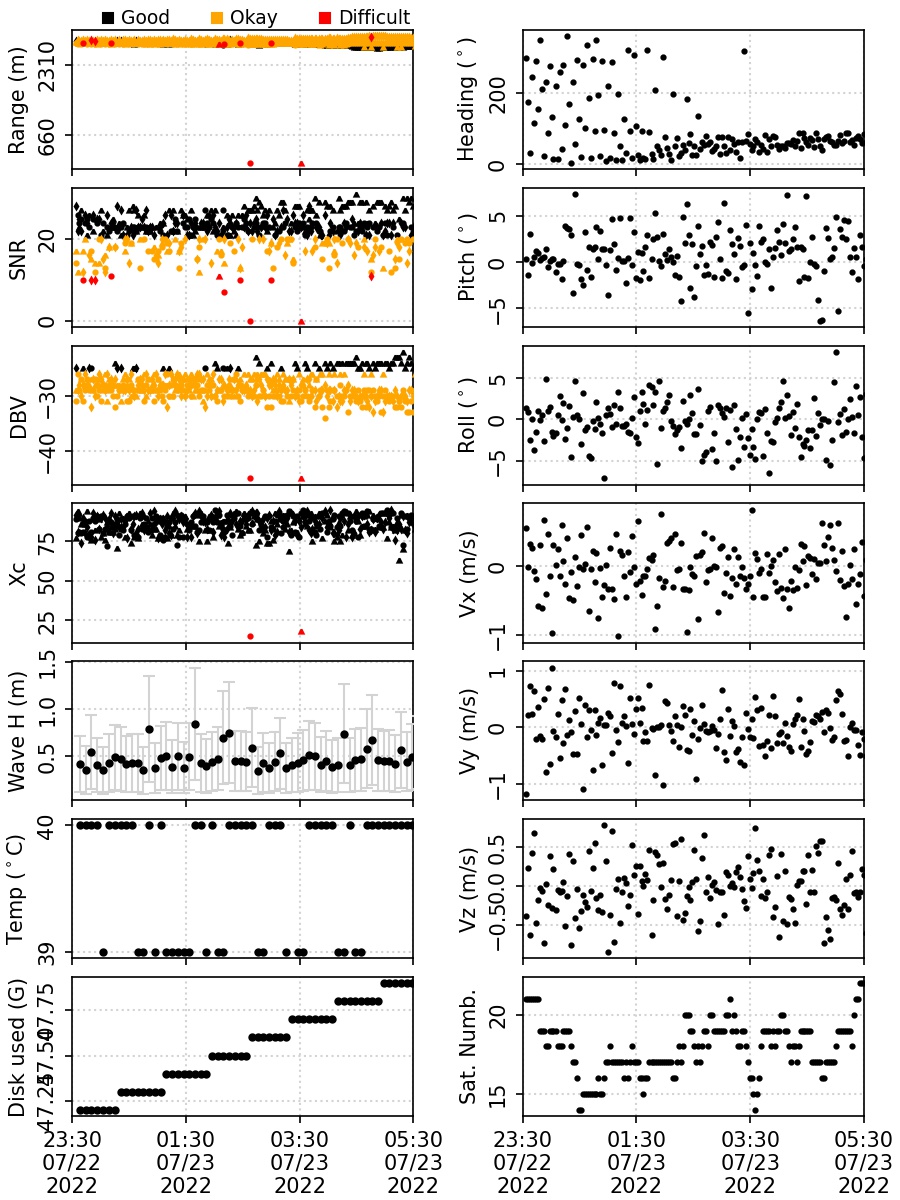 Good Okay Difficult
Range (m)
2310
660
Heading (°)
200
0
SNR
20
0
Pitch (°)
5
0
−5
DBV
−30
−40
Roll (°)
5
0
−5
Xc
75
50
25
Vx (m/s)
0
−1
Wave H (m)
1.5
1.0
0.5
Vy (m/s)
1
0
−1
Temp (°C)
40
39
Vz (m/s)
0.5
0.0
−0.5
Disk used (G)
47.75
47.50
47.25
Sat. Numb.
20
15
23:30 01:30 03:30 05:30 23:30 01:30 03:30 05:30
07/22 07/23 07/23 07/23 07/22 07/23 07/23 07/23
2022 2022 2022 2022 2022 2022 2022 2022